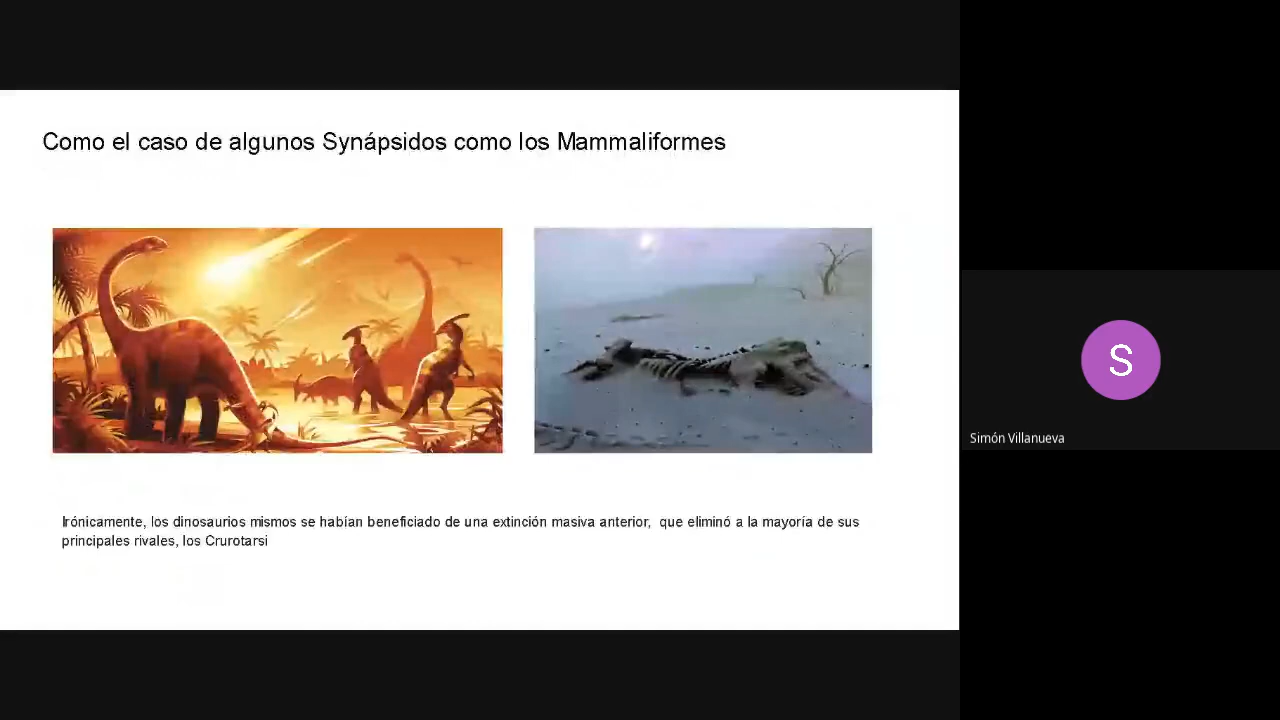 Como el caso de algunos Synápsidos como los Mammaliformes
Irónicamente, los dinosaurios mismos se habían beneficiado de una extinción masiva anterior,  que eliminó a la mayoría de sus
principales rivales, los Crurotarsi
S
Simón Villanueva